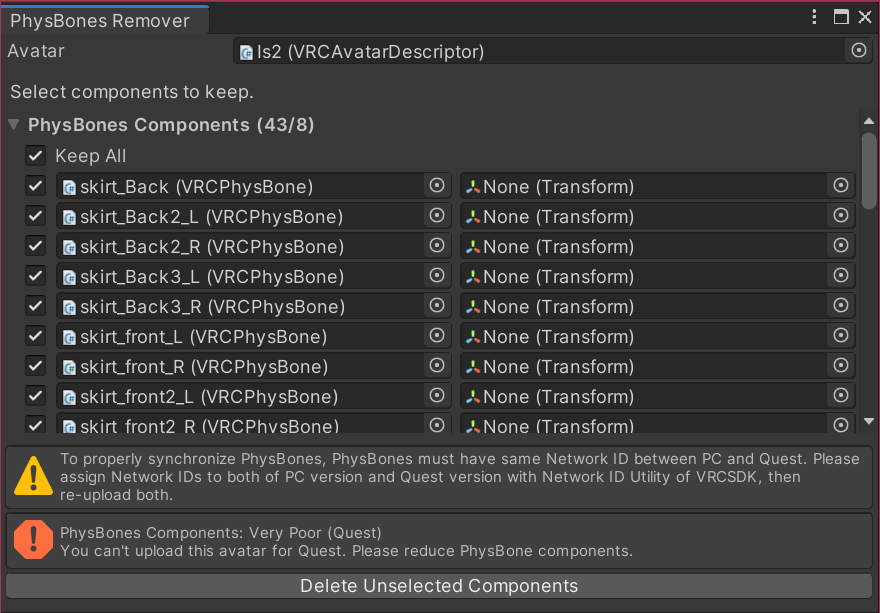 PhysBones Remover
Avatar
Is2 (VRCAvatarDescriptor)
Select components to keep.
PhysBones Components (43/8)
Keep All
skirt_Back (VRCPhysBone) None (Transform)
skirt_Back2_L (VRCPhysBone) None (Transform)
skirt_Back2_R (VRCPhysBone) None (Transform)
skirt_Back3_L (VRCPhysBone) None (Transform)
skirt_Back3_R (VRCPhysBone) None (Transform)
skirt_front_L (VRCPhysBone) None (Transform)
skirt_front_R (VRCPhysBone) None (Transform)
skirt_front2_L (VRCPhysBone) None (Transform)
skirt_front2_R (VRCPhysBone) None (Transform)
To properly synchronize PhysBones, PhysBones must have same Network ID between PC and Quest. Please
assign Network IDs to both of PC version and Quest version with Network ID Utility of VRCSDK, then
re-upload both.
PhysBones Components: Very Poor (Quest)
You can't upload this avatar for Quest. Please reduce PhysBone components.
Delete Unselected Components